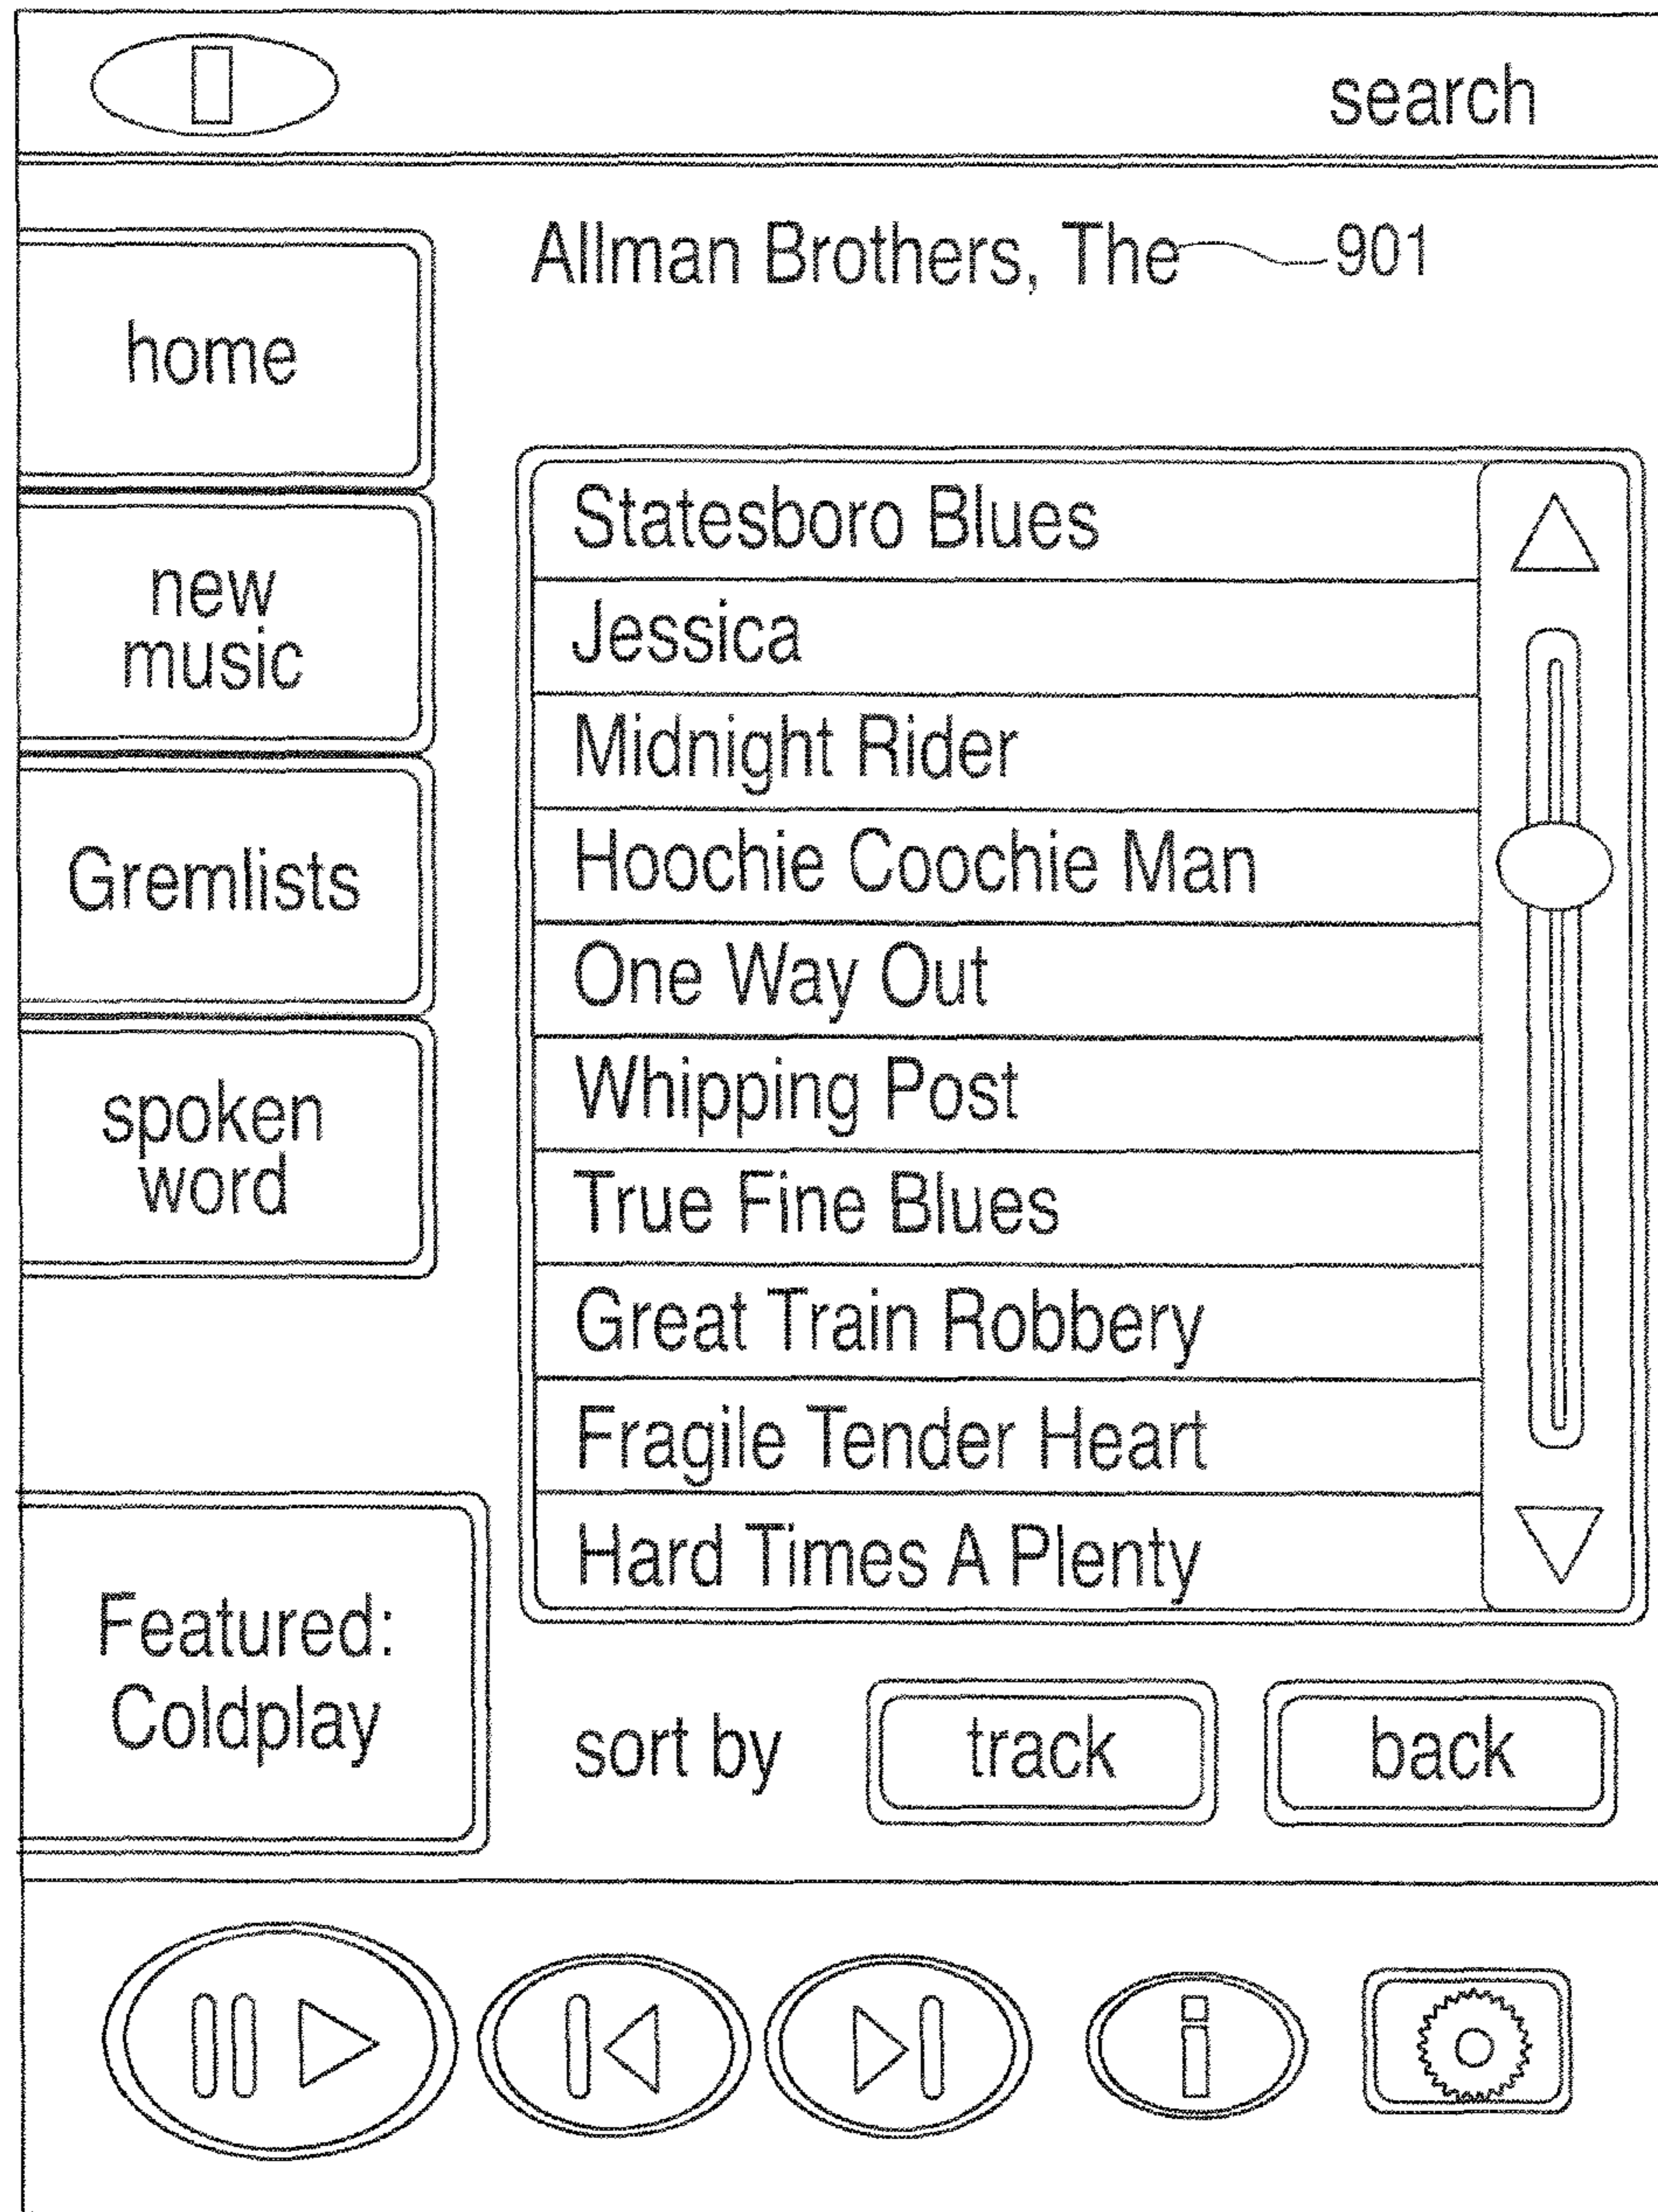 search
Allman Brothers, The 901
home
new
music
Gremlists
spoken
word
Featured:
Coldplay
Statesboro Blues
Jessica
Midnight Rider
Hoochie Coochie Man
One Way Out
Whipping Post
True Fine Blues
Great Train Robbery
Fragile Tender Heart
Hard Times A Plenty
sort by track back
i